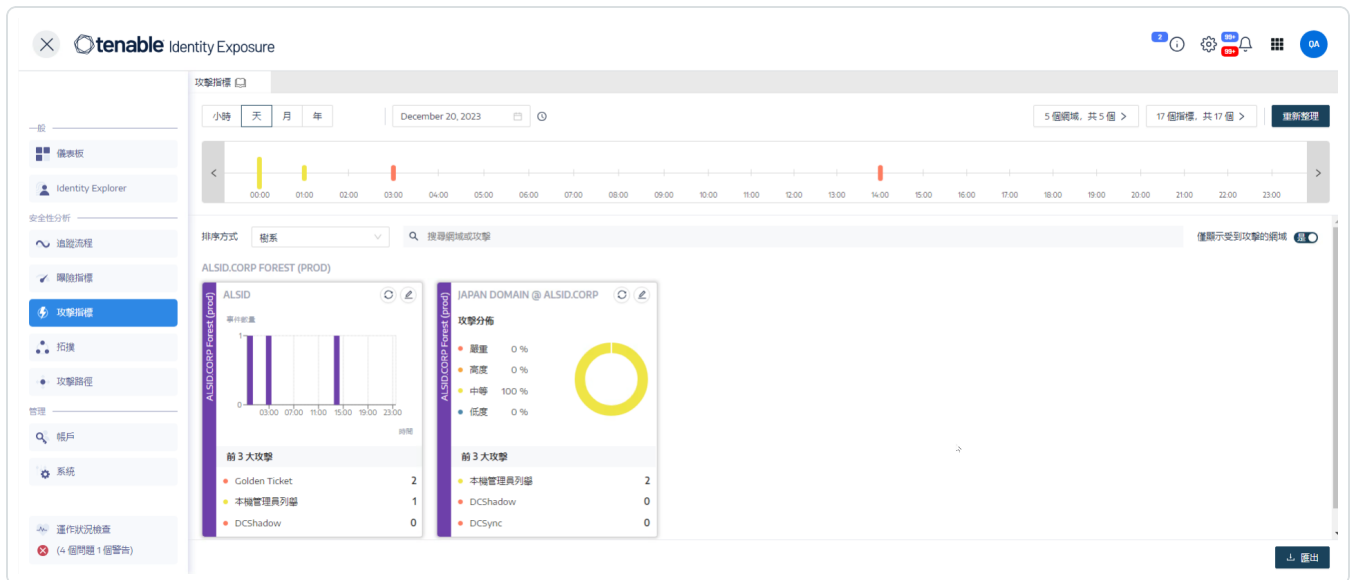 tenable Identity Exposure
2
99+
99+
QA
攻擊指標
一般
儀表板
Identity Explorer
安全性分析
追蹤流程
曝險指標
攻擊指標
拓撲
攻擊路徑
管理
帳戶
系統
運作狀況檢查
(4 個問題 1 個警告)
小時 天 月 年
December 20, 2023
5 個網域，共 5 個 >
17 個指標，共 17 個 >
重新整理
00:00 01:00 02:00 03:00 04:00 05:00 06:00 07:00 08:00 09:00 10:00 11:00 12:00 13:00 14:00 15:00 16:00 17:00 18:00 19:00 20:00 21:00 22:00 23:00
排序方式 樹系
搜尋網域或攻擊
僅顯示受到攻擊的網域 是
ALSID.CORP FOREST (PROD)
ALSID.CORP Forest (prod)
ALSID
事件數量
1
0
03:00 07:00 11:00 15:00 19:00 23:00
時間
前 3 大攻擊
Golden Ticket 2
本機管理員列舉 1
DCShadow 0
ALSID.CORP Forest (prod)
JAPAN DOMAIN @ ALSID.CORP
攻擊分佈
嚴重 0 %
高度 0 %
中等 100 %
低度 0 %
前 3 大攻擊
本機管理員列舉 2
DCShadow 0
DCSync 0
匯出